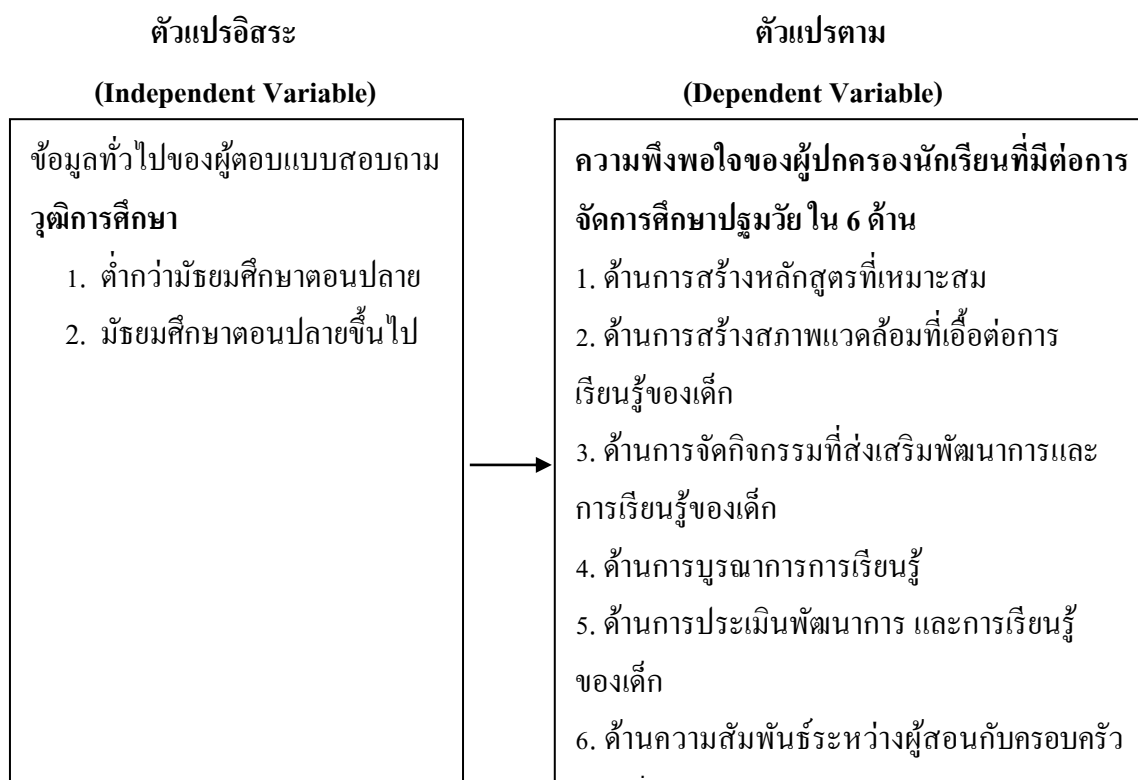 ตัวแปรอิสระ
(Independent Variable)
ข้อมูลทั่วไปของผู้ตอบแบบสอบถาม
วุฒิการศึกษา
1. ต่ำกว่ามัธยมศึกษาตอนปลาย
2. มัธยมศึกษาตอนปลายขึ้นไป
ตัวแปรตาม
(Dependent Variable)
ความพึงพอใจของผู้ปกครองนักเรียนที่มีต่อการ
จัดการศึกษาปฐมวัย ใน 6 ด้าน
1. ด้านการสร้างหลักสูตรที่เหมาะสม
2. ด้านการสร้างสภาพแวดล้อมที่เอื้อต่อการ
เรียนรู้ของเด็ก
3. ด้านการจัดกิจกรรมที่ส่งเสริมพัฒนาการและ
การเรียนรู้ของเด็ก
4. ด้านการบูรณาการการเรียนรู้
5. ด้านการประเมินพัฒนาการ และการเรียนรู้
ของเด็ก
6. ด้านความสัมพันธ์ระหว่างผู้สอนกับครอบครัว